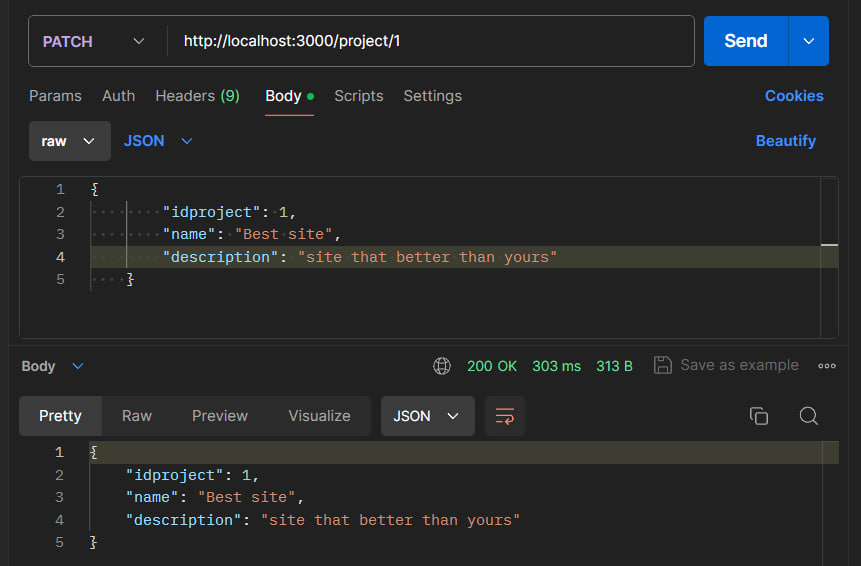 PATCH http://localhost:3000/project/1 Send
Params Auth Headers (9) Body Scripts Settings Cookies
raw JSON Beautify
1 {
2 "idproject": 1,
3 "name": "Best site",
4 "description": "site that better than yours"
5 }
Body 200 OK 303 ms 313 B Save as example
Pretty Raw Preview Visualize JSON
1 {
2 "idproject": 1,
3 "name": "Best site",
4 "description": "site that better than yours"
5 }